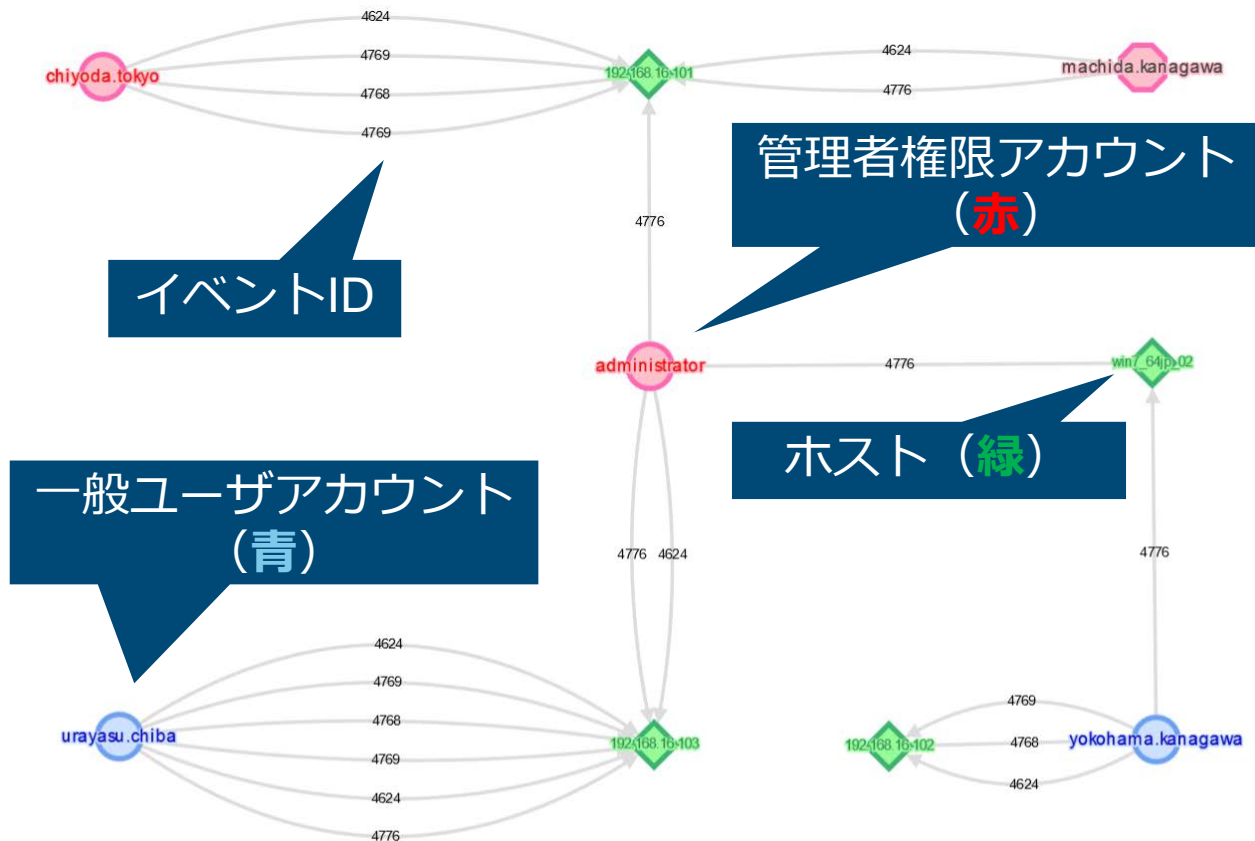 4624
4769
4768
4769
chiyoda.tokyo
192.168.16.101
4624
4776
machida.kanagawa
管理者権限アカウント
（赤）
4776
イベントID
administrator
4776
win7_64jp_02
ホスト（緑）
一般ユーザアカウント
（青）
4776
4624
4776
4624
4769
4768
4769
4624
4776
urayasu.chiba
192.168.16.103
4769
4768
4624
192.168.16.102
yokohama.kanagawa